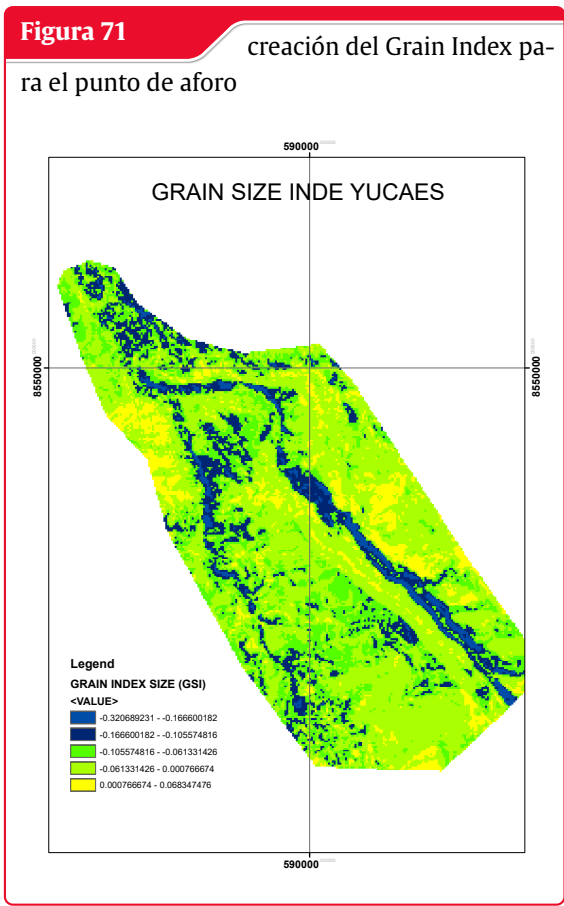 Figura 71
creación del Grain Index pa-
ra el punto de aforo
590000
GRAIN SIZE INDE YUCAES
8550000
8550000
Legend
GRAIN INDEX SIZE (GSI)
<VALUE>
-0.320689231 - -0.166600182
-0.166600182 - -0.105574816
-0.105574816 - -0.061331426
-0.061331426 - 0.000766674
0.000766674 - 0.068347476
590000